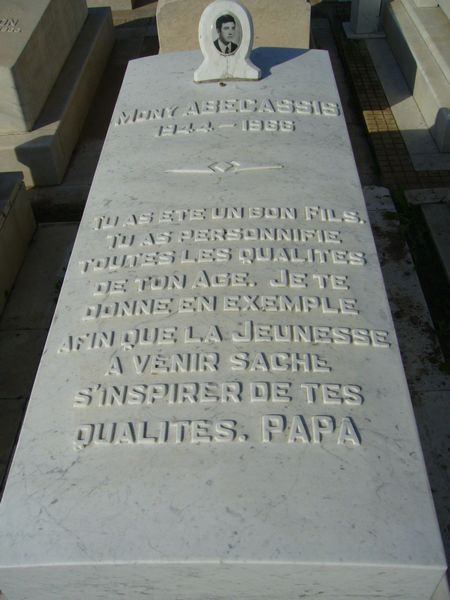 MONY ABECASSIS
1944 - 1966
TU AS ETE UN BON FILS.
TU AS PERSONNIFIE
TOUTES LES QUALITES
DE TON AGE. JE TE
DONNE EN EXEMPLE
AFIN QUE LA JEUNESSE
À VENIR SACHE
S'INSPIRER DE TES
QUALITES. PAPA